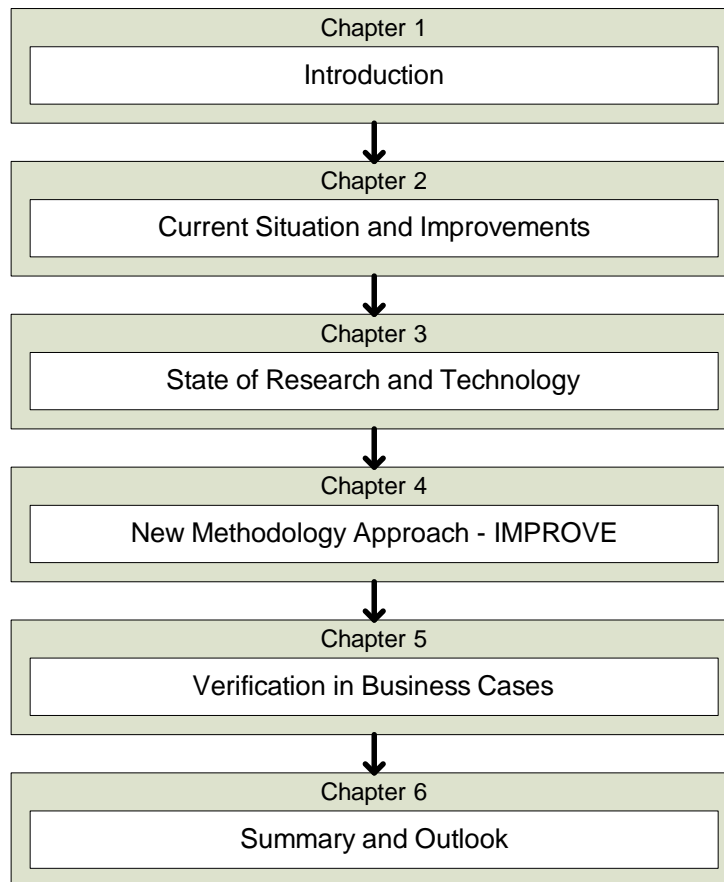 Chapter 1
Introduction
Chapter 2
Current Situation and Improvements
Chapter 3
State of Research and Technology
Chapter 4
New Methodology Approach - IMPROVE
Chapter 5
Verification in Business Cases
Chapter 6
Summary and Outlook